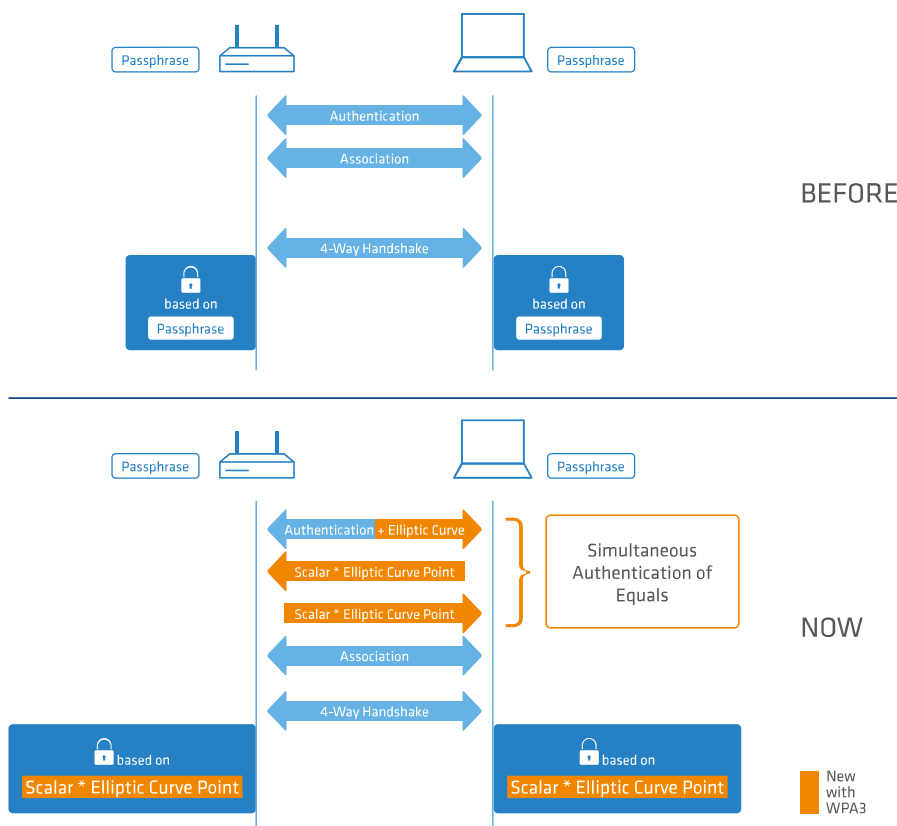 Passphrase
Passphrase
Authentication
Association
BEFORE
4-Way Handshake
based on
Passphrase
based on
Passphrase
Passphrase
Passphrase
Authentication + Elliptic Curve
Scalar * Elliptic Curve Point
Scalar * Elliptic Curve Point
Simultaneous
Authentication of
Equals
NOW
Association
4-Way Handshake
based on
Scalar * Elliptic Curve Point
based on
Scalar * Elliptic Curve Point
New
with
WPA3